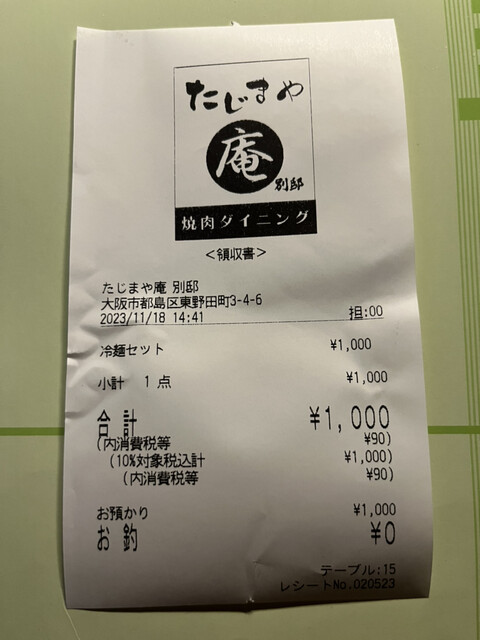 たじまや
庵
別邸
焼肉ダイニング
<領収書>
たじまや庵 別邸
大阪市都島区東野田町3-4-6
2023/11/18 14:41 担:00
冷麺セット ¥1,000
小計 1 点 ¥1,000
合計 ¥1,000
(内消費税等 ¥90)
(10%対象税込計 ¥1,000)
(内消費税等 ¥90)
お預かり ¥1,000
お釣 ¥0
テーブル:15
レシートNo.020523